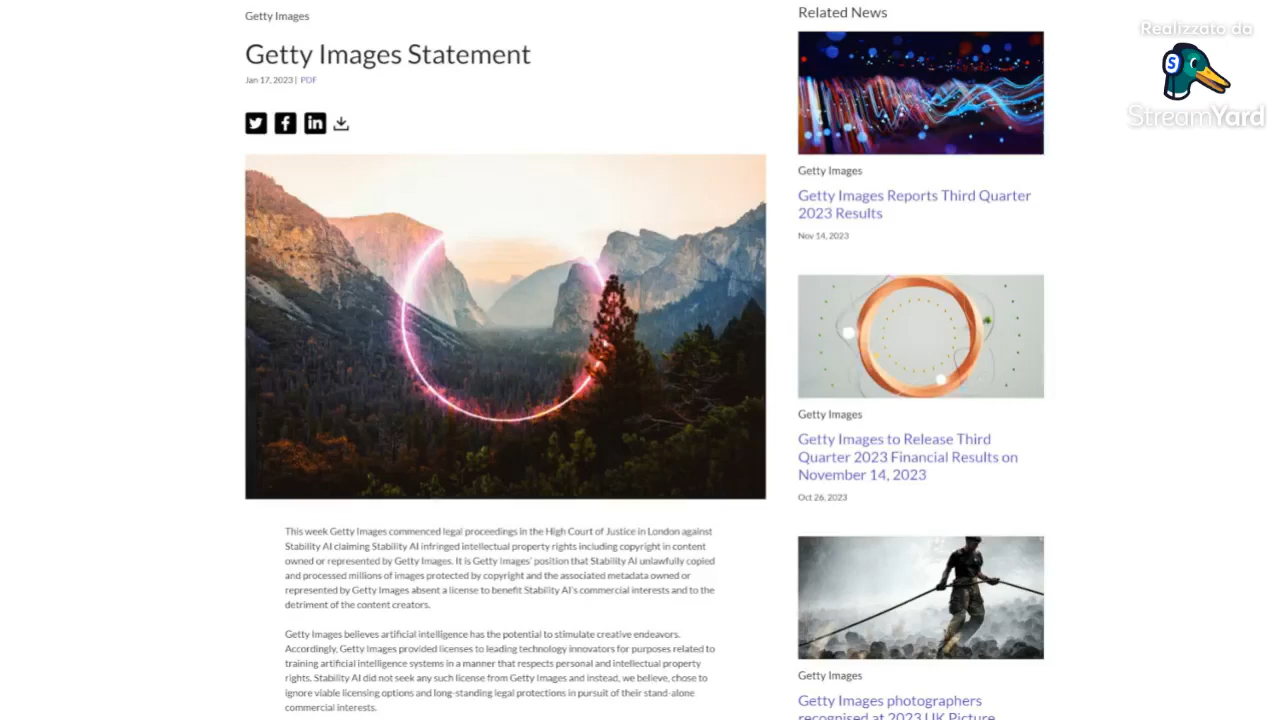 Getty Images
Getty Images Statement
Jan 17, 2023 | PDF
This week Getty Images commenced legal proceedings in the High Court of Justice in London against
Stability AI claiming Stability AI infringed intellectual property rights including copyright in content
owned or represented by Getty Images. It is Getty Images' position that Stability AI unlawfully copied
and processed millions of images protected by copyright and the associated metadata owned or
represented by Getty Images absent a license to benefit Stability AI's commercial interests and to the
detriment of the content creators.
Getty Images believes artificial intelligence has the potential to stimulate creative endeavors.
Accordingly, Getty Images provided licenses to leading technology innovators for purposes related to
training artificial intelligence systems in a manner that respects personal and intellectual property
rights. Stability AI did not seek any such license from Getty Images and instead, we believe, chose to
ignore viable licensing options and long-standing legal protections in pursuit of their stand-alone
commercial interests.
Related News
Getty Images
Getty Images Reports Third Quarter
2023 Results
Nov 14, 2023
Getty Images
Getty Images to Release Third
Quarter 2023 Financial Results on
November 14, 2023
Oct 26, 2023
Getty Images
Getty Images photographers
recognised at 2023 UK Picture
Realizzato da
S
StreamYard